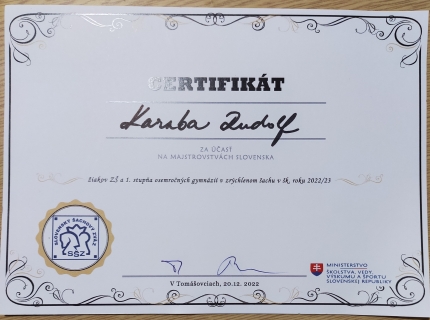 CERTIFIKÁT
Karaba Rudolf
ZA ÚČASŤ
NA MAJSTROVSTVÁCH SLOVENSKA
žiakov ZŠ a 1. stupňa osemročných gymnázií v zrýchlenom šachu v šk. roku 2022/23
SLOVENSKÝ ŠACHOVÝ ZVÄZ
SŠZ
V Tomášovciach, 20.12. 2022
MINISTERSTVO
ŠKOLSTVA, VEDY,
VÝSKUMU A ŠPORTU
SLOVENSKEJ REPUBLIKY